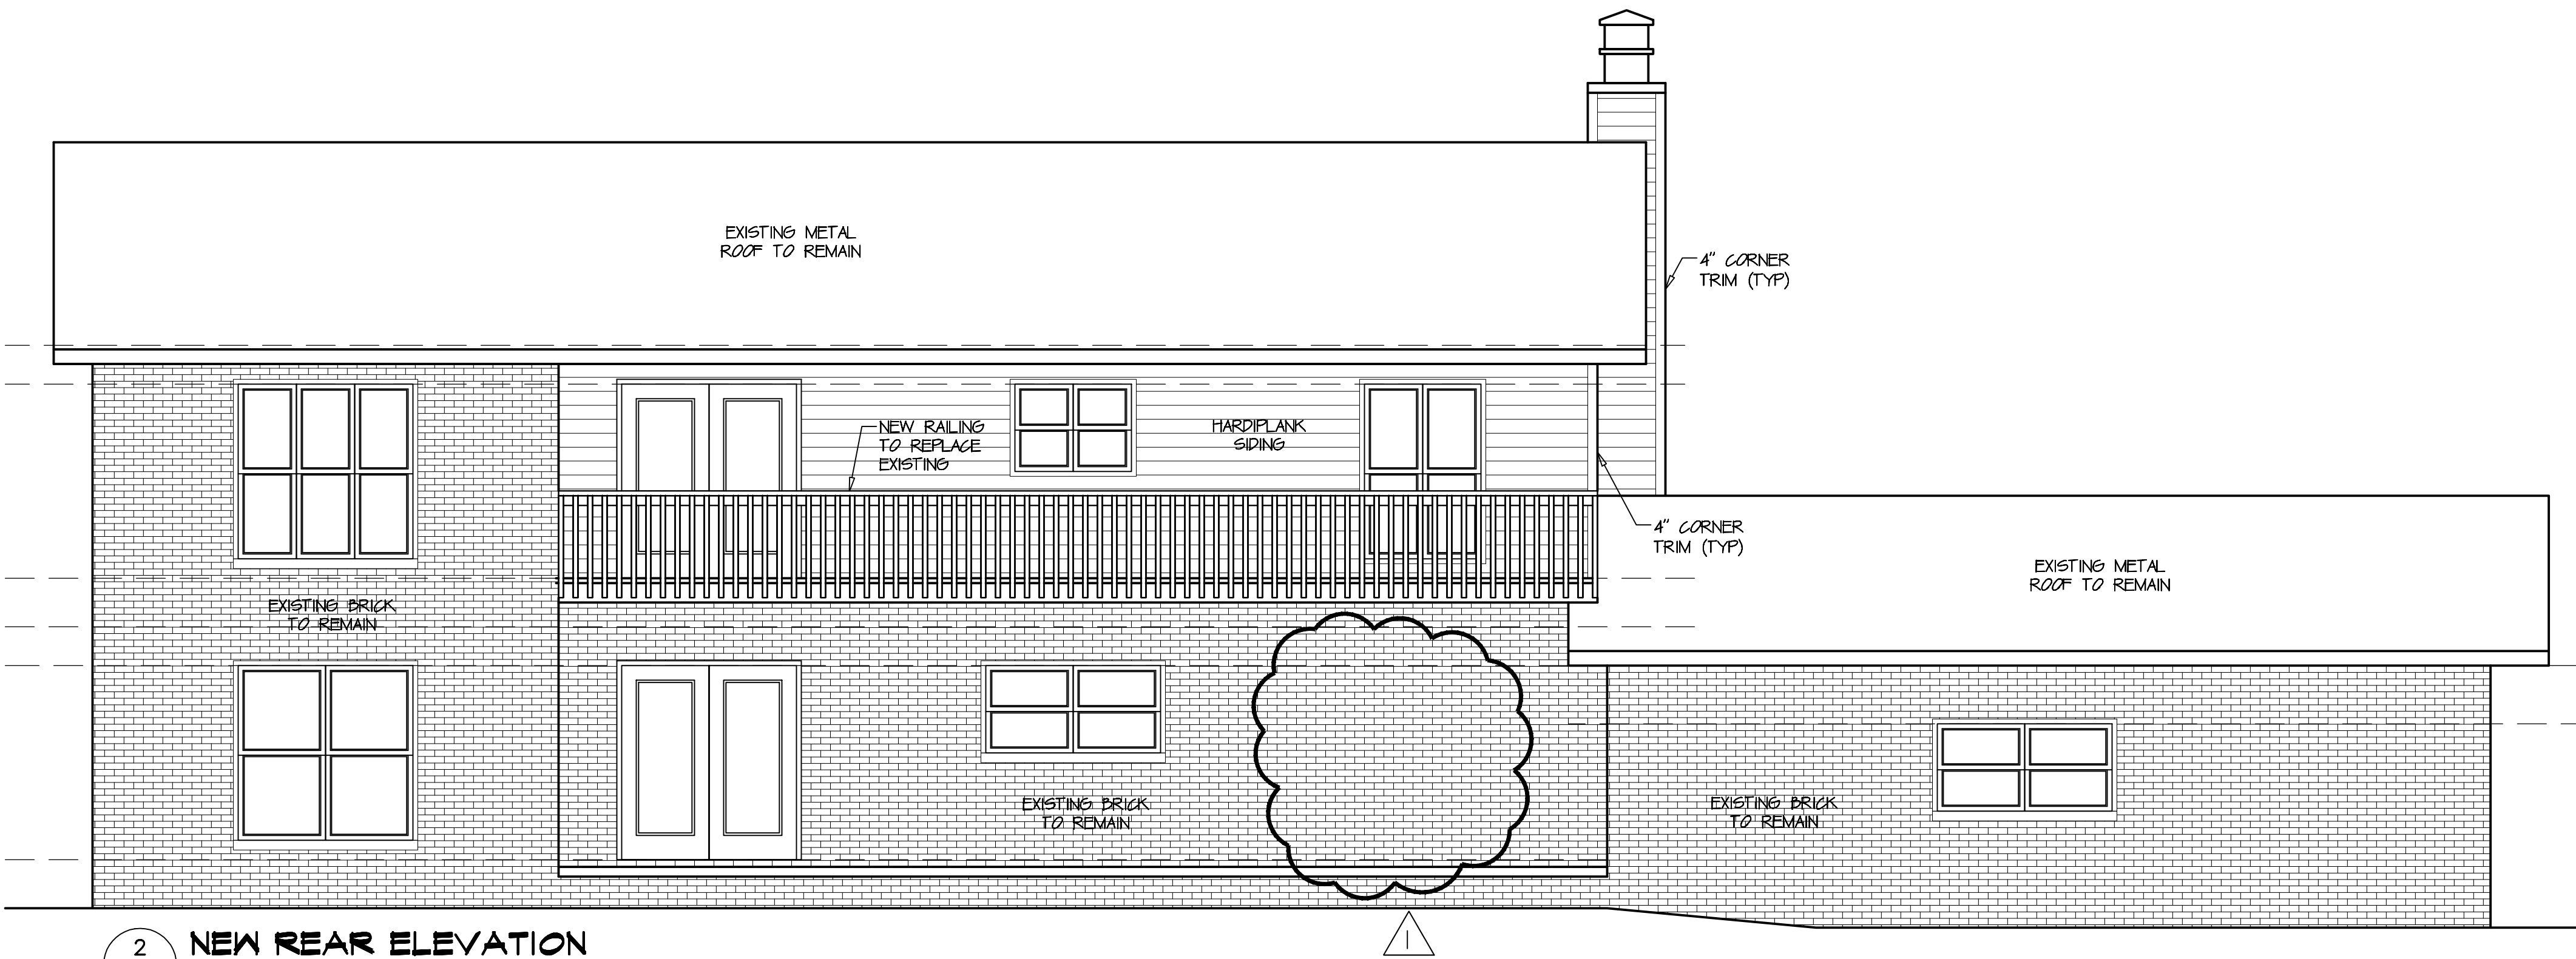 EXISTING METAL
ROOF TO REMAIN
4" CORNER
TRIM (TYP)
NEW RAILING
TO REPLACE
EXISTING
HARDIPLANK
SIDING
4" CORNER
TRIM (TYP)
EXISTING METAL
ROOF TO REMAIN
EXISTING BRICK
TO REMAIN
EXISTING BRICK
TO REMAIN
EXISTING BRICK
TO REMAIN
1
2
NEW REAR ELEVATION